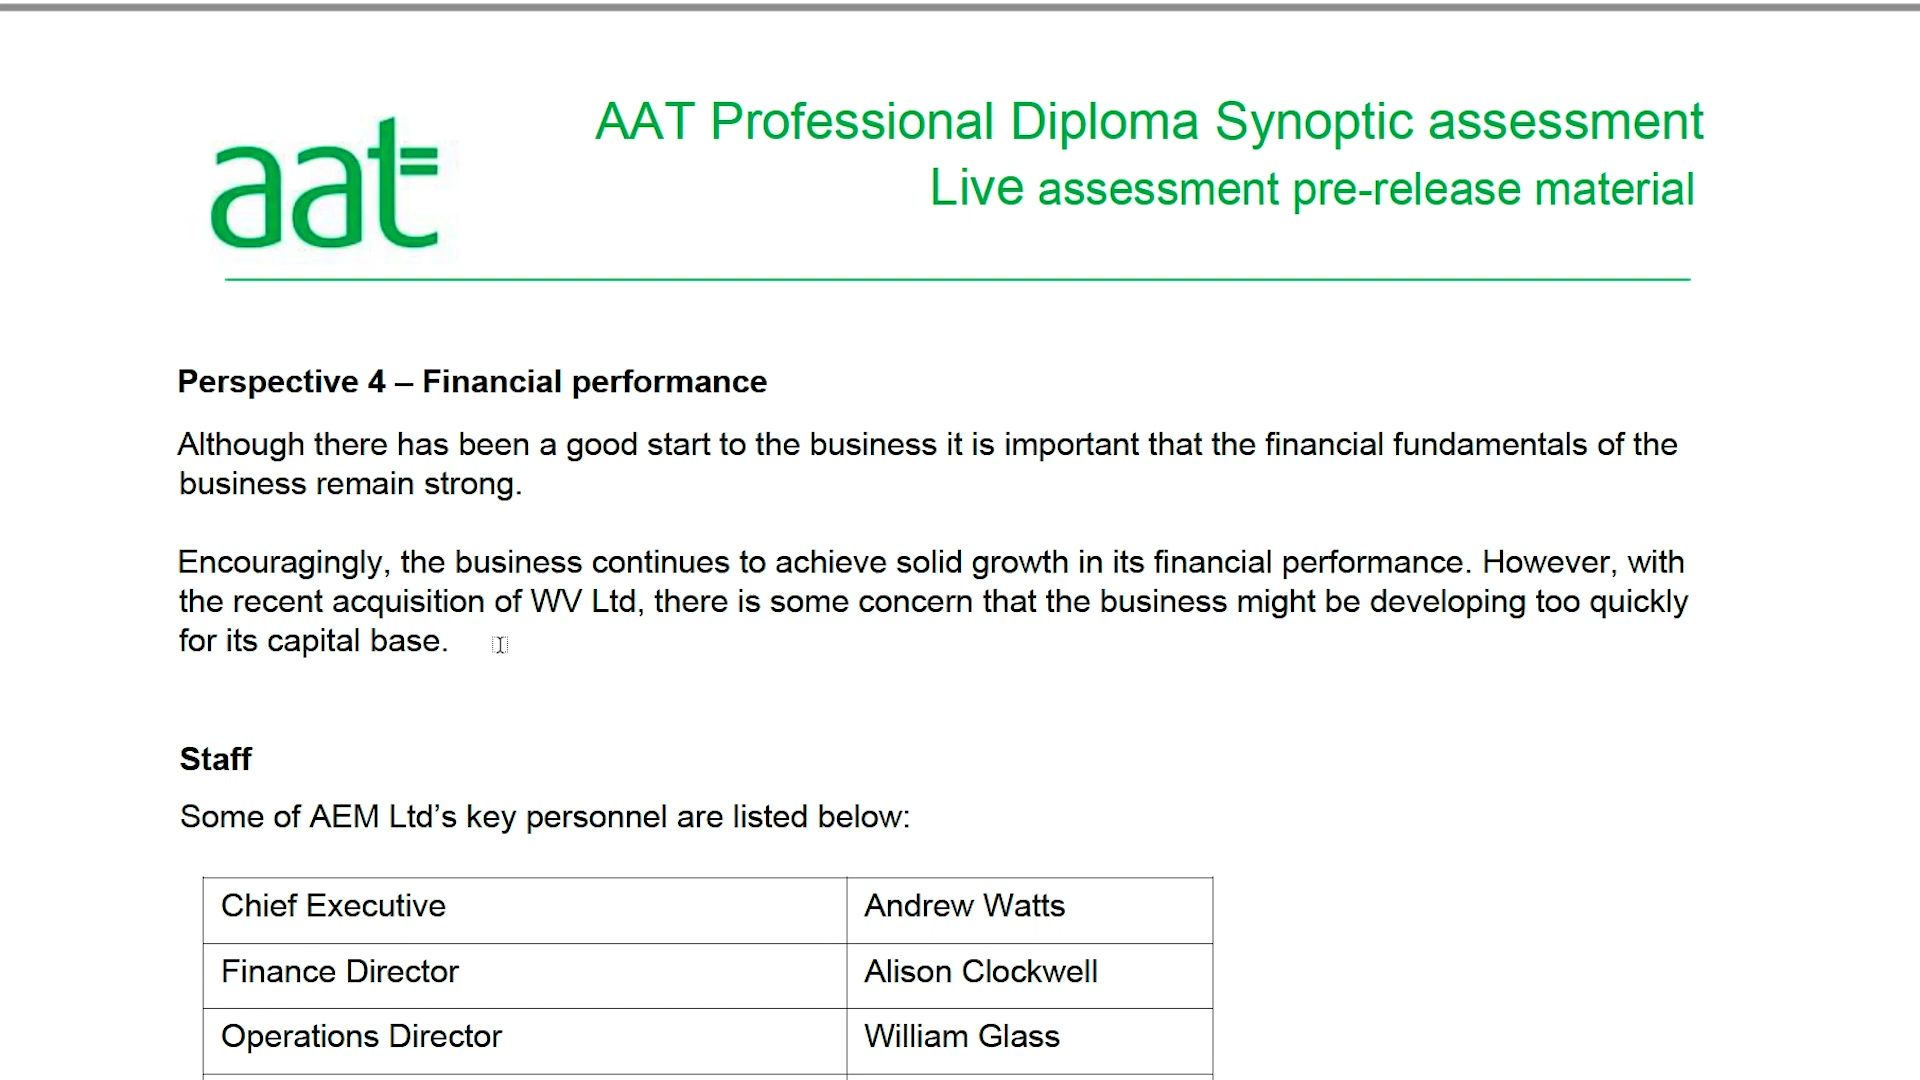 aat
AAT Professional Diploma Synoptic assessment
Live assessment pre-release material
Perspective 4 – Financial performance
Although there has been a good start to the business it is important that the financial fundamentals of the
business remain strong.
Encouragingly, the business continues to achieve solid growth in its financial performance. However, with
the recent acquisition of WV Ltd, there is some concern that the business might be developing too quickly
for its capital base.
Staff
Some of AEM Ltd’s key personnel are listed below:
Chief Executive Andrew Watts
Finance Director Alison Clockwell
Operations Director William Glass